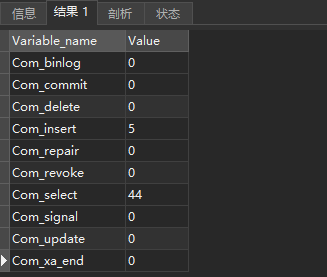 信息 结果 1 剖析 状态
Variable_name Value
Com_binlog 0
Com_commit 0
Com_delete 0
Com_insert 5
Com_repair 0
Com_revoke 0
Com_select 44
Com_signal 0
Com_update 0
Com_xa_end 0